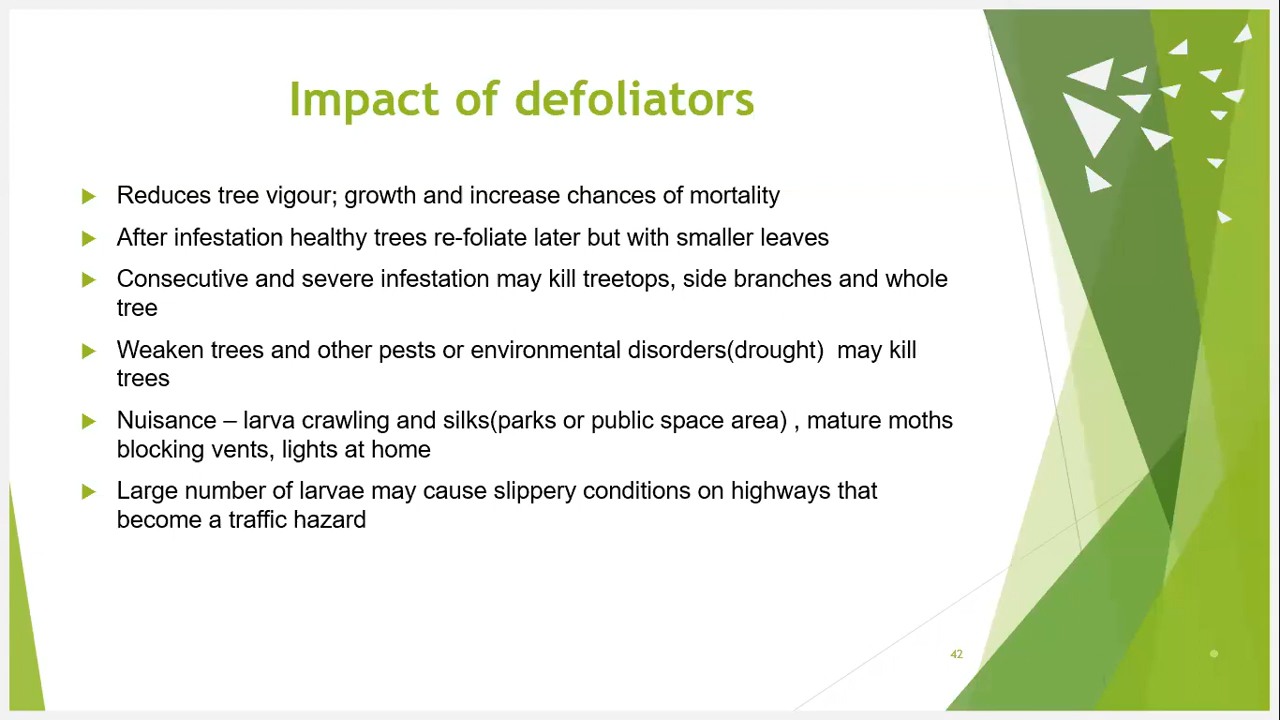 Impact of defoliators
Reduces tree vigour; growth and increase chances of mortality
After infestation healthy trees re-foliate later but with smaller leaves
Consecutive and severe infestation may kill treetops, side branches and whole
tree
Weaken trees and other pests or environmental disorders(drought)  may kill
trees
Nuisance – larva crawling and silks(parks or public space area) , mature moths
blocking vents, lights at home
Large number of larvae may cause slippery conditions on highways that
become a traffic hazard
42